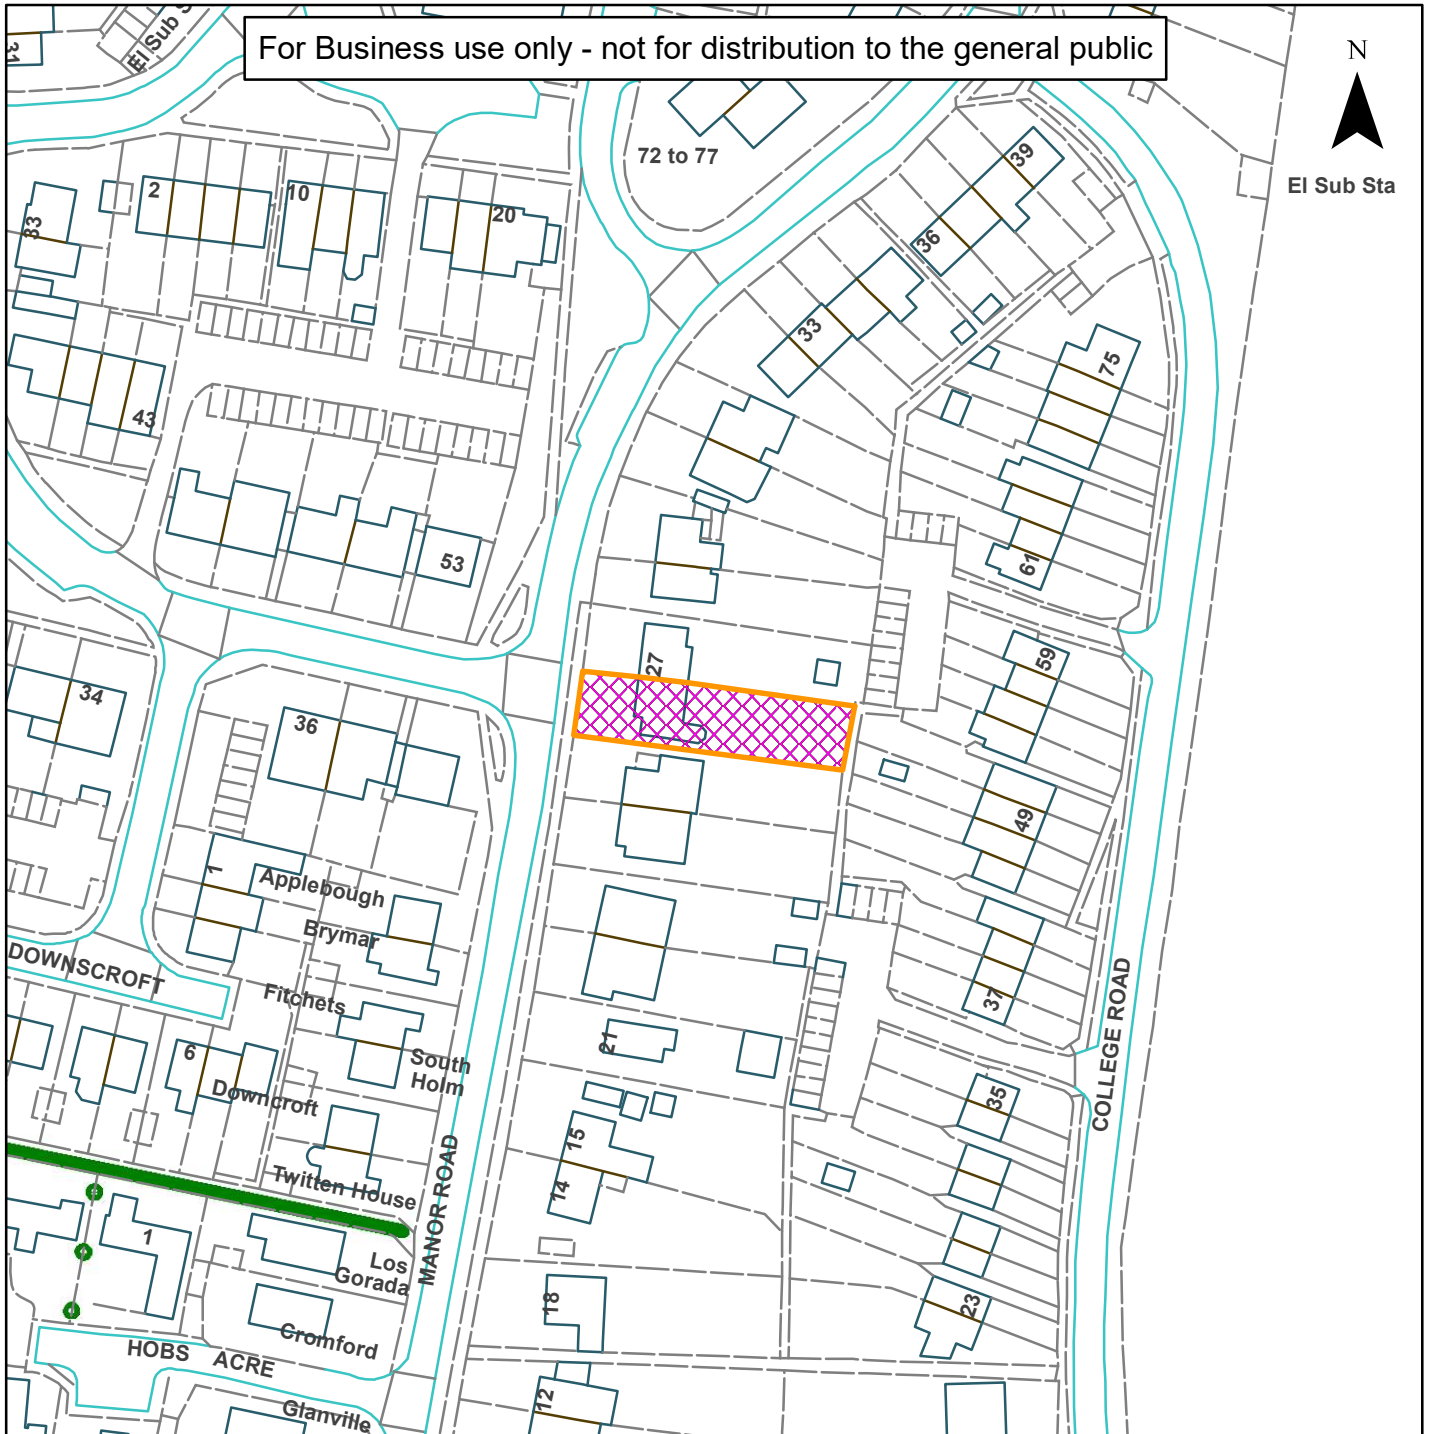 El Sub S
31
For Business use only - not for distribution to the general public
N
El Sub Sta
72 to 77
39
2
10
20
33
36
33
75
43
53
61
59
27
34
36
49
1
Applebough
Brymar
DOWNSCROFT
Fitchets
37
21
6
South
Holm
Downcroft
35
COLLEGE ROAD
15
14
Twitten House
MANOR ROAD
1
Los
Gorada
18
23
Cromford
HOBS ACRE
12
Glanville